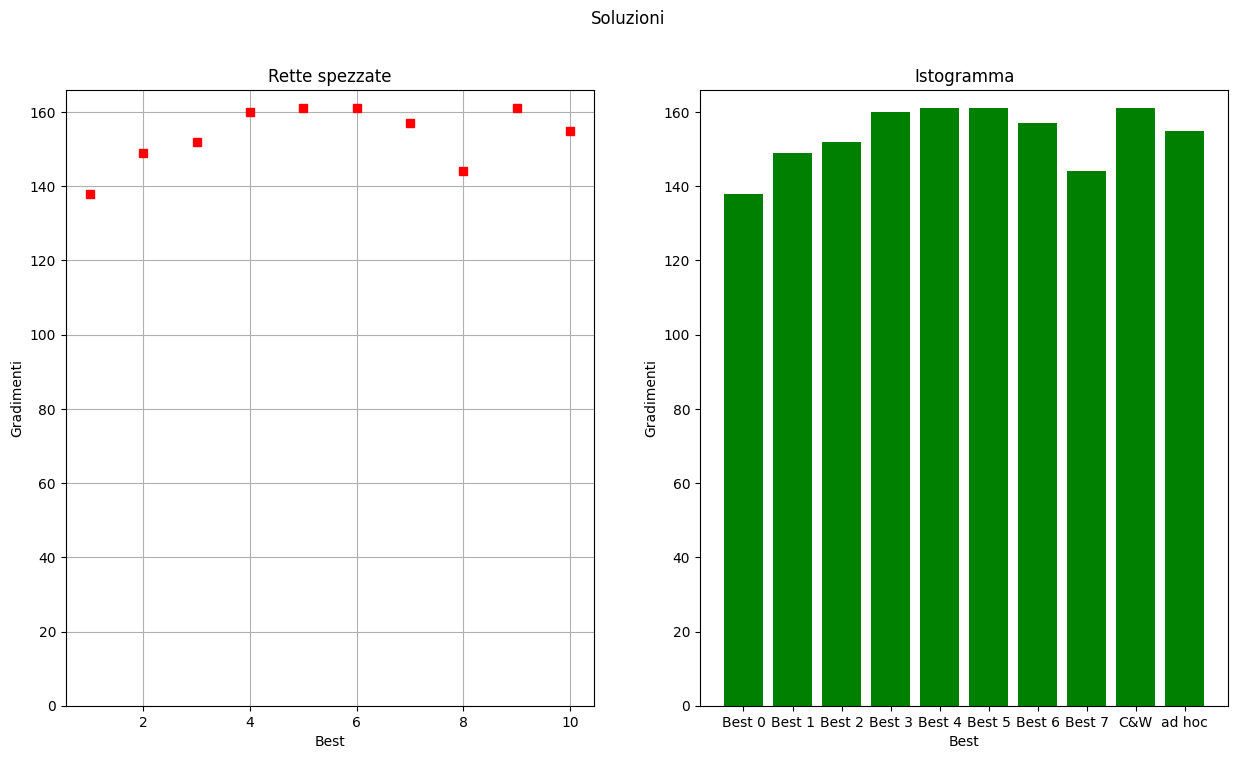 Soluzioni
Rette spezzate
160
140
120
100
80
60
40
20
0
Gradimenti
2 4 6 8 10
Best
Istogramma
160
140
120
100
80
60
40
20
0
Gradimenti
Best 0 Best 1 Best 2 Best 3 Best 4 Best 5 Best 6 Best 7 C&W ad hoc
Best